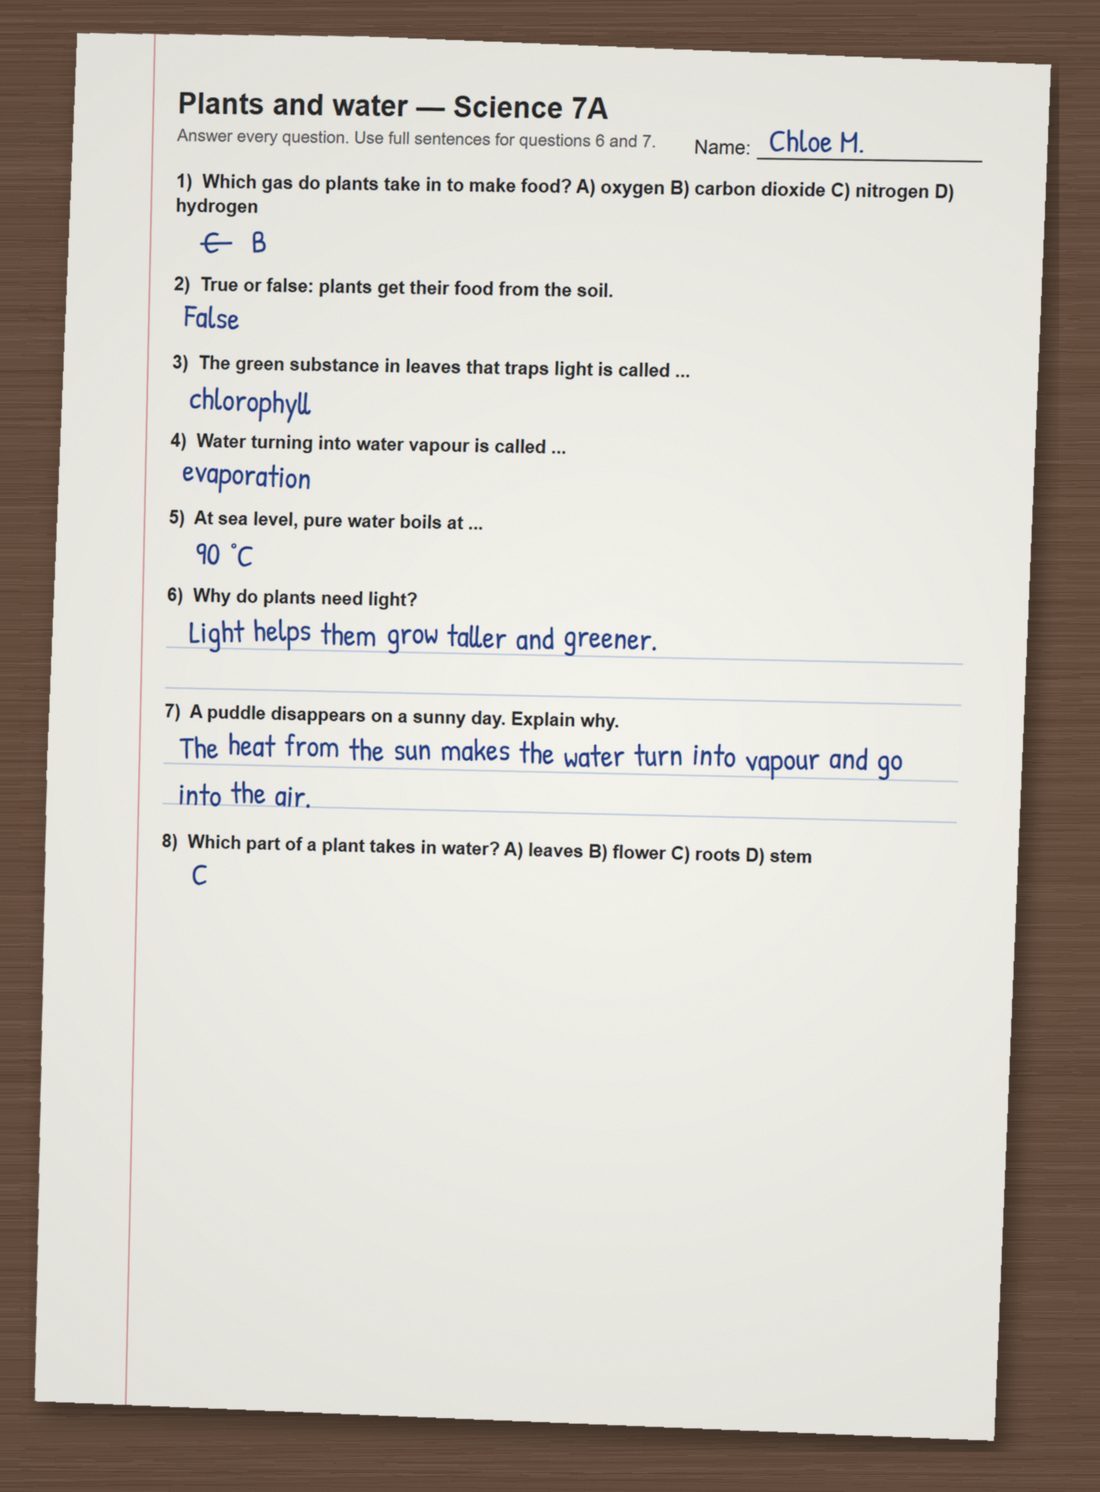 Plants and water — Science 7A
Answer every question. Use full sentences for questions 6 and 7.
Name: Chloe M.
1) Which gas do plants take in to make food? A) oxygen B) carbon dioxide C) nitrogen D)
hydrogen
C B
2) True or false: plants get their food from the soil.
False
3) The green substance in leaves that traps light is called ...
chlorophyll
4) Water turning into water vapour is called ...
evaporation
5) At sea level, pure water boils at ...
90 °C
6) Why do plants need light?
Light helps them grow taller and greener.
7) A puddle disappears on a sunny day. Explain why.
The heat from the sun makes the water turn into vapour and go
into the air.
8) Which part of a plant takes in water? A) leaves B) flower C) roots D) stem
C